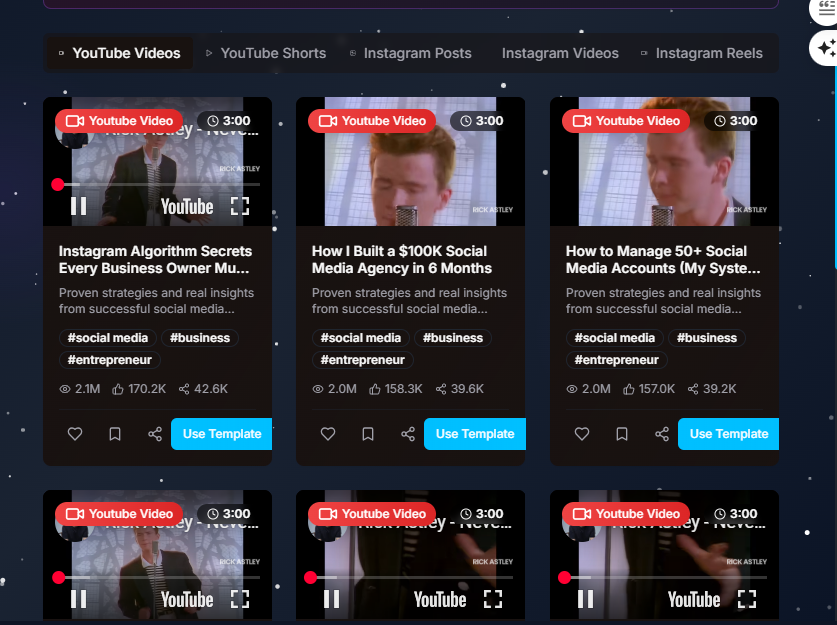 YouTube Videos YouTube Shorts Instagram Posts Instagram Videos Instagram Reels
Youtube Video 3:00 Youtube Video 3:00 Youtube Video 3:00
Rick Astley - Neve...
RICK ASTLEY
RICK ASTLEY RICK ASTLEY
YouTube
Instagram Algorithm Secrets
Every Business Owner Mu...
Proven strategies and real insights
from successful social media...
#social media #business
#entrepreneur
2.1M 170.2K 42.6K
Use Template
How I Built a $100K Social
Media Agency in 6 Months
Proven strategies and real insights
from successful social media...
#social media #business
#entrepreneur
2.0M 158.3K 39.6K
Use Template
How to Manage 50+ Social
Media Accounts (My Syste...
Proven strategies and real insights
from successful social media...
#social media #business
#entrepreneur
2.0M 157.0K 39.2K
Use Template
Youtube Video 3:00 Youtube Video 3:00 Youtube Video 3:00
Rick Astley - Neve... Rick Astley - Neve... Rick Astley - Neve...
RICK ASTLEY RICK ASTLEY RICK ASTLEY
YouTube YouTube YouTube